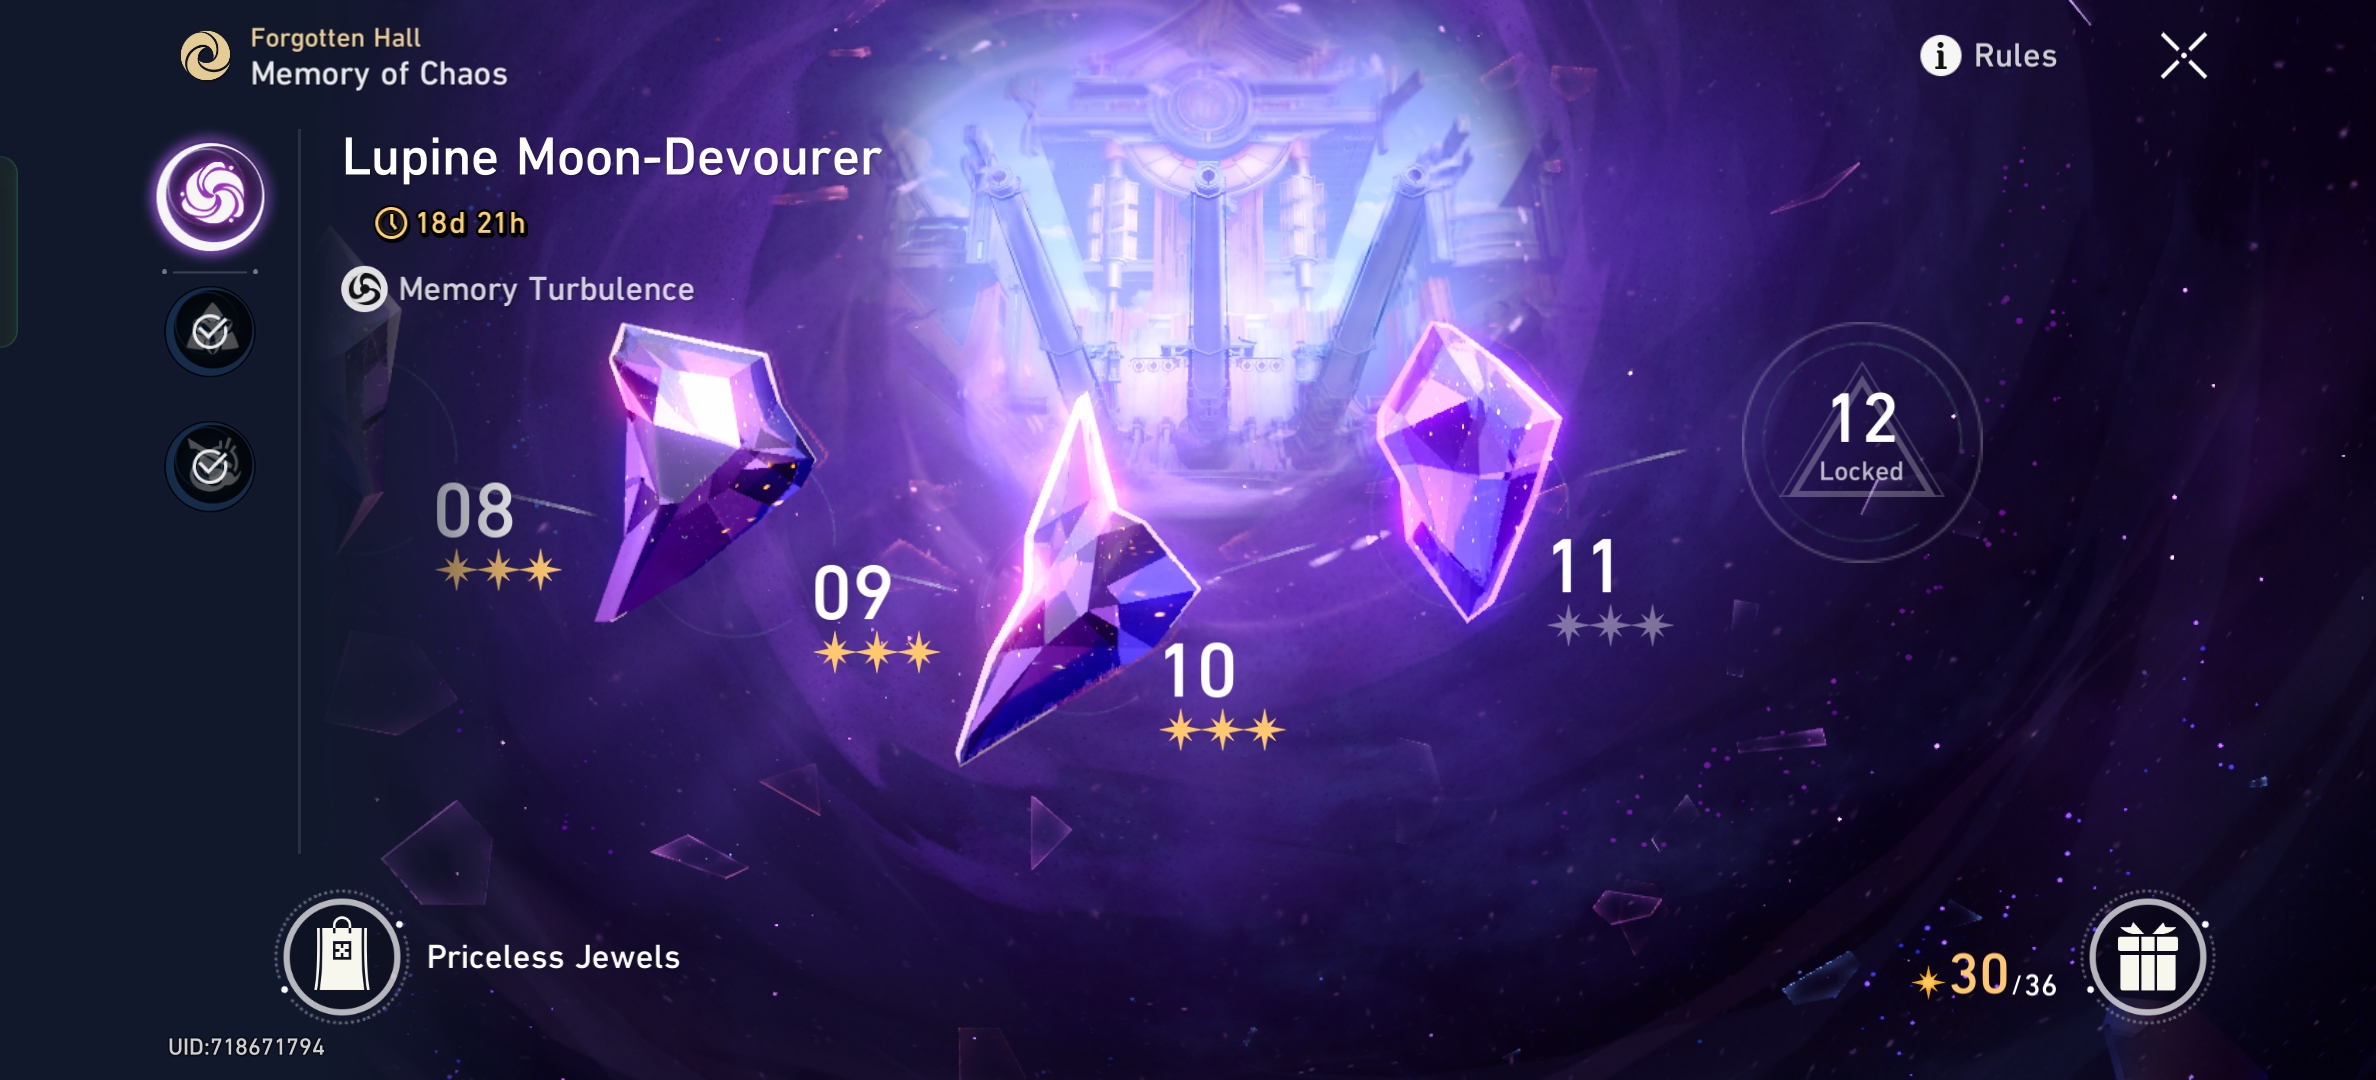 Forgotten Hall
Memory of Chaos
Rules
Lupine Moon-Devourer
18d 21h
Memory Turbulence
08
09
10
11
12
Locked
Priceless Jewels
30/36
UID:718671794